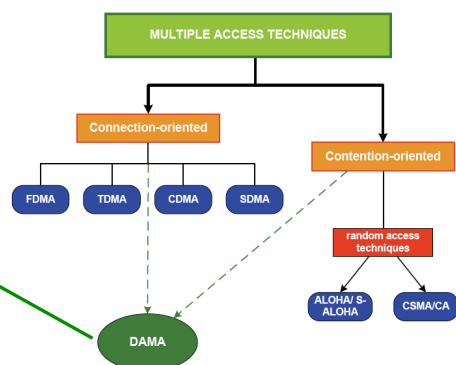 MULTIPLE ACCESS TECHNIQUES
Connection-oriented
Contention-oriented
FDMA
TDMA
CDMA
SDMA
random access
techniques
ALOHA/ S-
ALOHA
CSMA/CA
DAMA